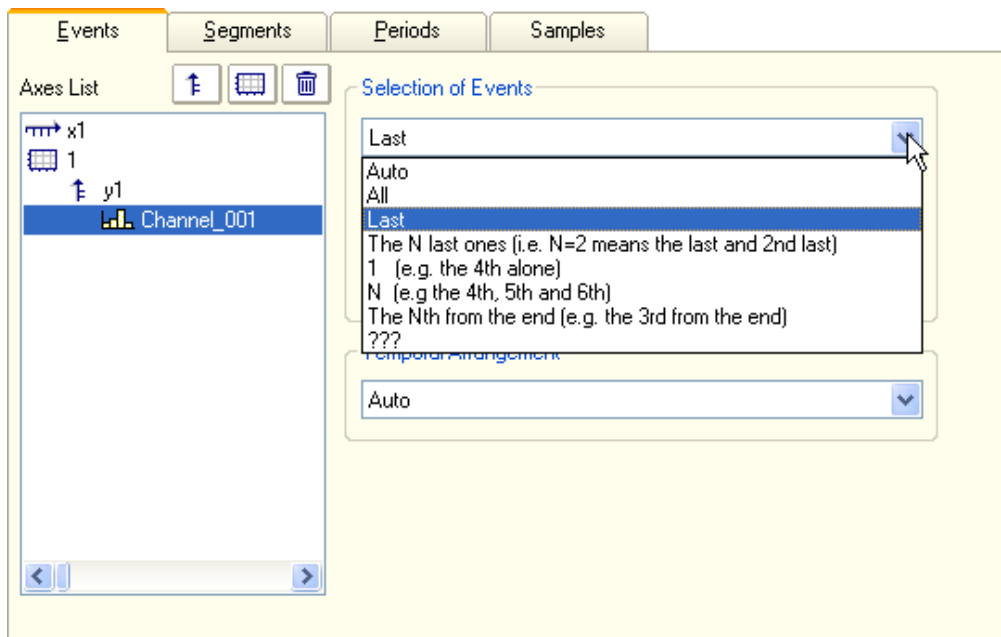 Events
Segments
Periods
Samples
Axes List
x1
1
y1
Channel_001
Selection of Events
Last
Auto
All
Last
The N last ones (i.e. N=2 means the last and 2nd last)
1 (e.g. the 4th alone)
N (e.g the 4th, 5th and 6th)
The Nth from the end (e.g. the 3rd from the end)
???
Temporal Arrangement
Auto